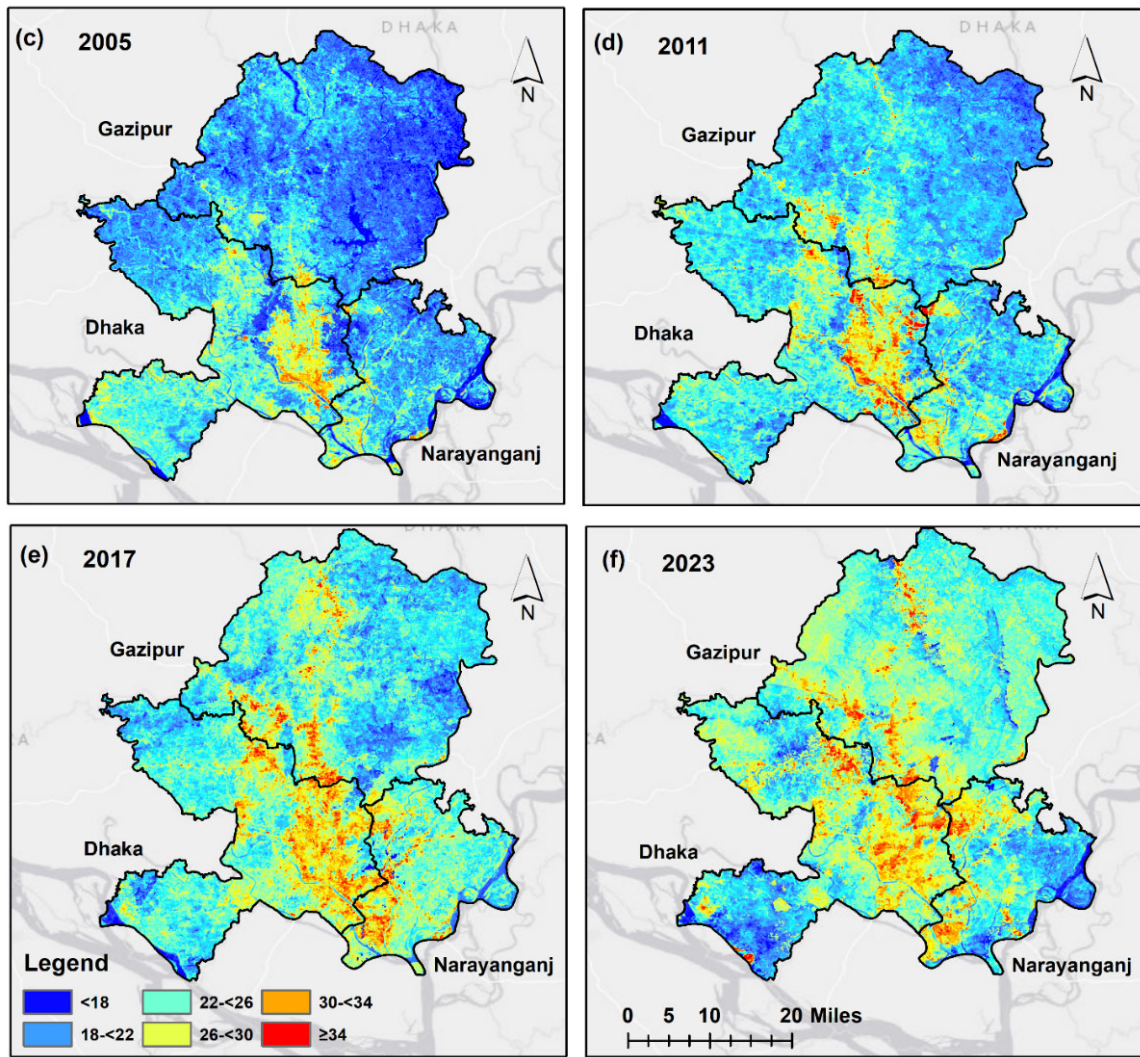 (c) 2005
DHAKA
N
Gazipur
Dhaka
Narayanganj
(d) 2011
DHAKA
N
Gazipur
Dhaka
Narayanganj
(e) 2017
N
Gazipur
Dhaka
Narayanganj
Legend
<18
22-<26
30-<34
18-<22
26-<30
≥34
(f) 2023
N
Gazipur
Dhaka
Narayanganj
0 5 10 20 Miles